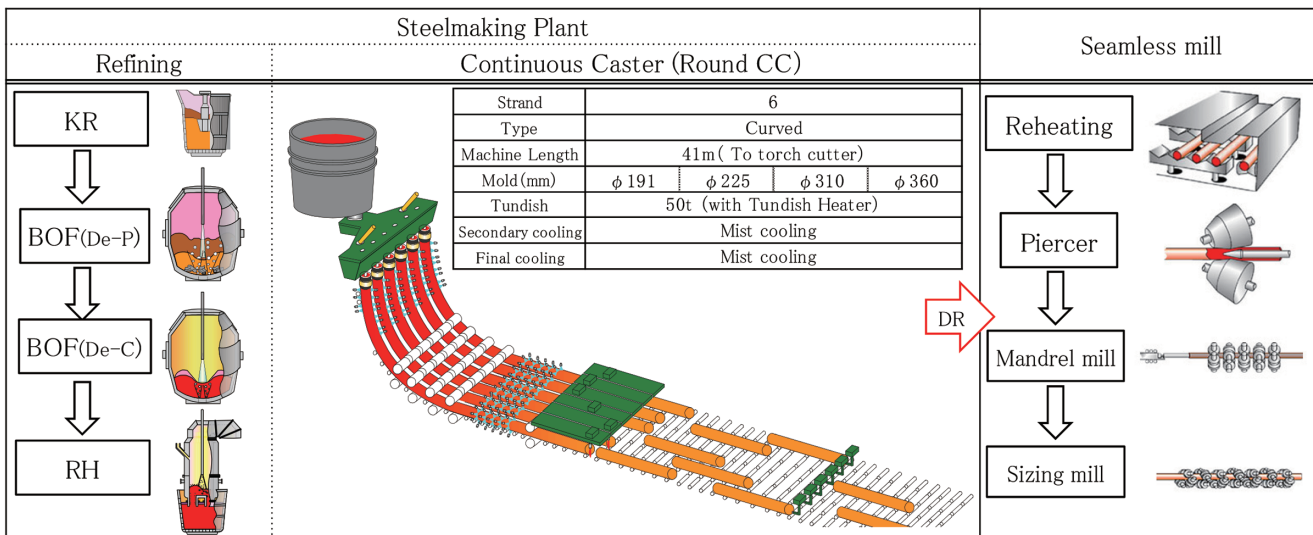 Steelmaking Plant
Seamless mill
Refining
Continuous Caster (Round CC)
KR
BOF(De-P)
BOF(De-C)
RH
Strand 6
Type Curved
Machine Length 41m( To torch cutter)
Mold(mm) φ191 φ225 φ310 φ360
Tundish 50t (with Tundish Heater)
Secondary cooling Mist cooling
Final cooling Mist cooling
DR
Reheating
Piercer
Mandrel mill
Sizing mill